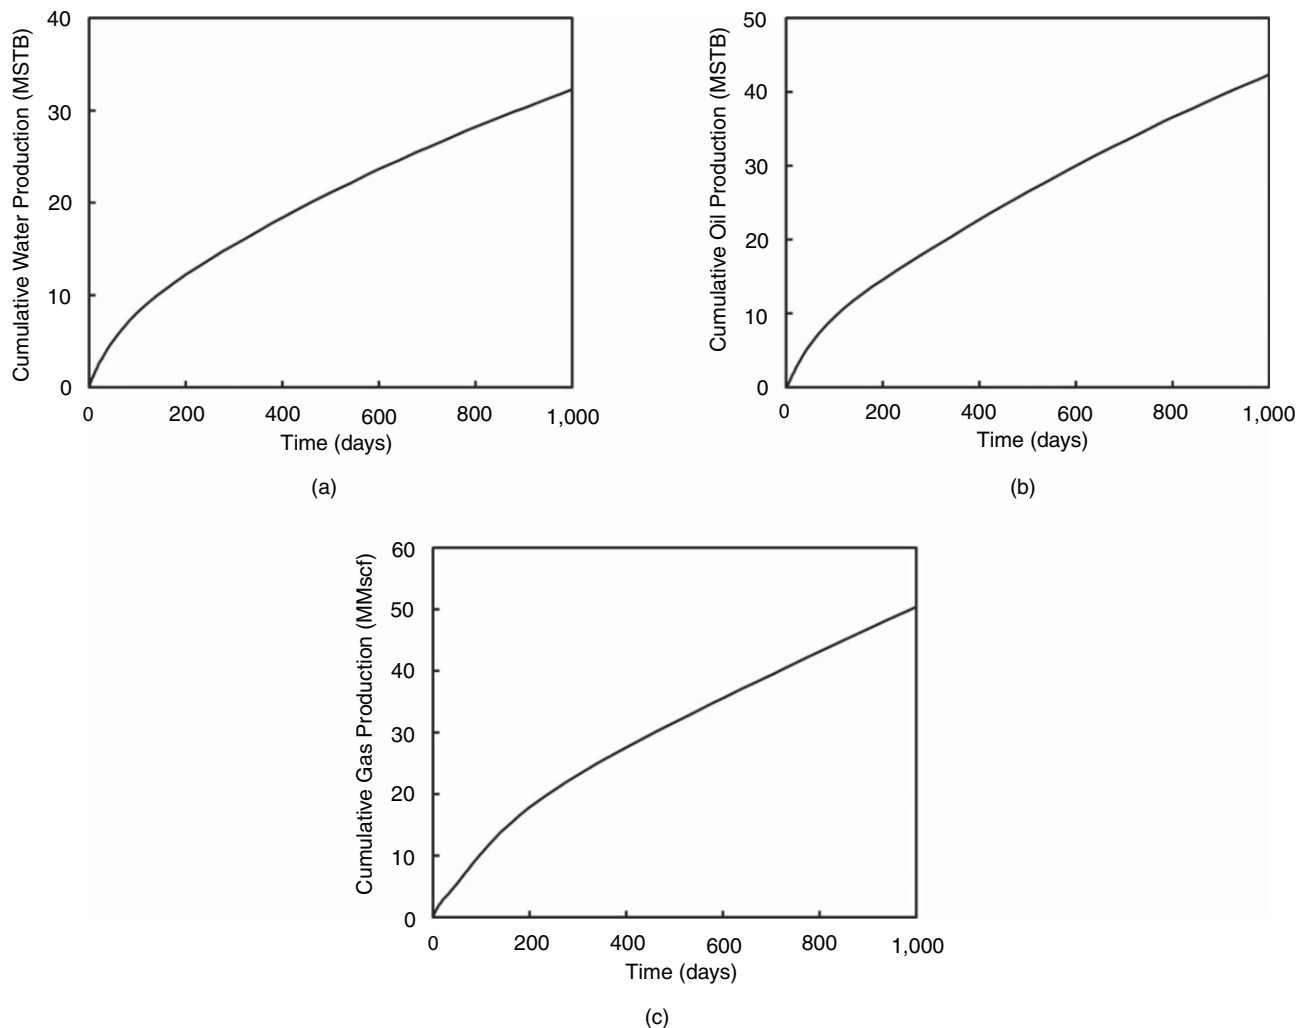 Cumulative Water Production (MSTB)
40
30
20
10
0
0 200 400 600 800 1,000
Time (days)
(a)
Cumulative Oil Production (MSTB)
50
40
30
20
10
0
0 200 400 600 800 1,000
Time (days)
(b)
Cumulative Gas Production (MMscf)
60
50
40
30
20
10
0
0 200 400 600 800 1,000
Time (days)
(c)